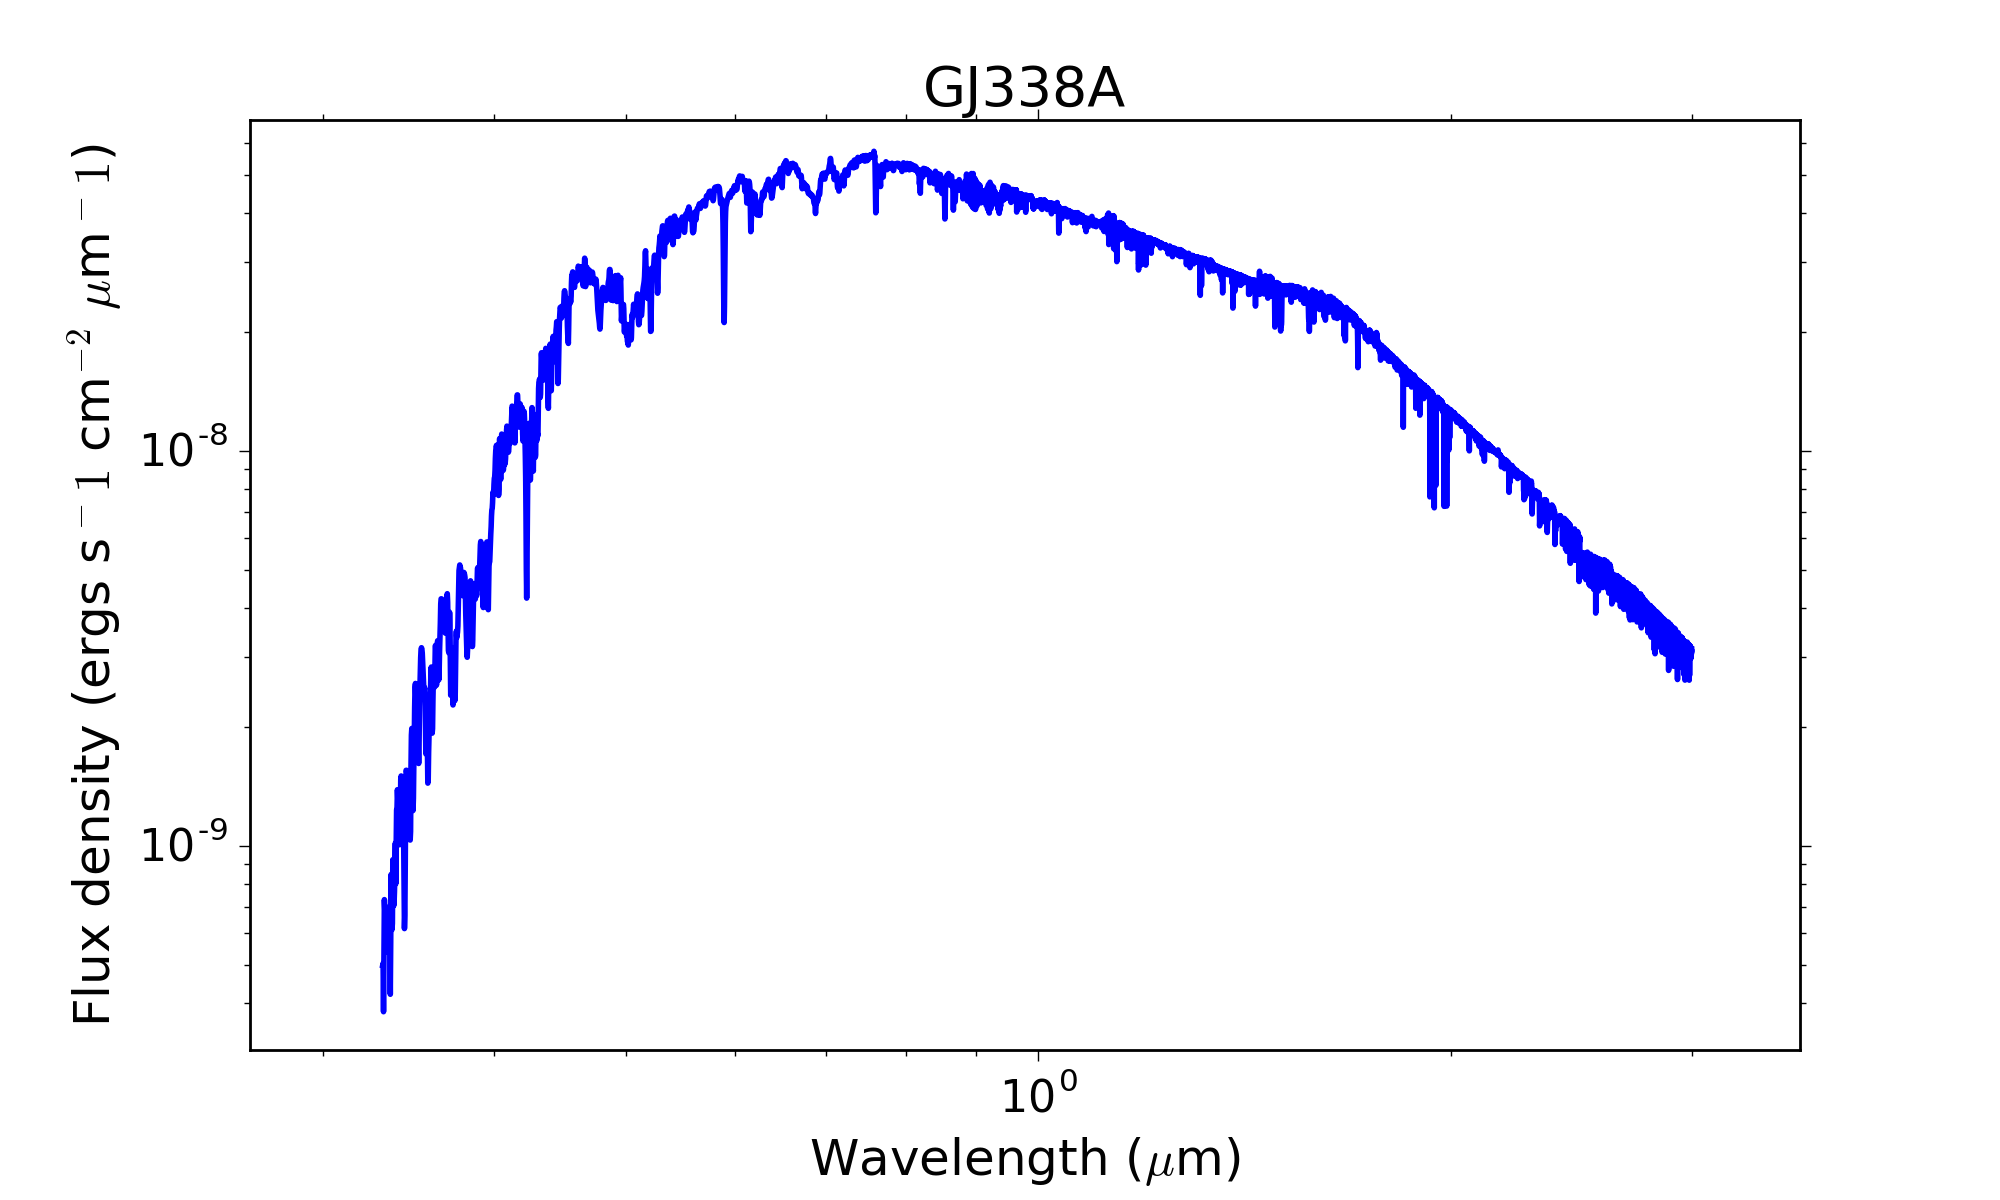 GJ338A
Flux density (ergs s − 1 cm⁻² μm − 1)
10⁻⁸
10⁻⁹
10⁰
Wavelength (μm)